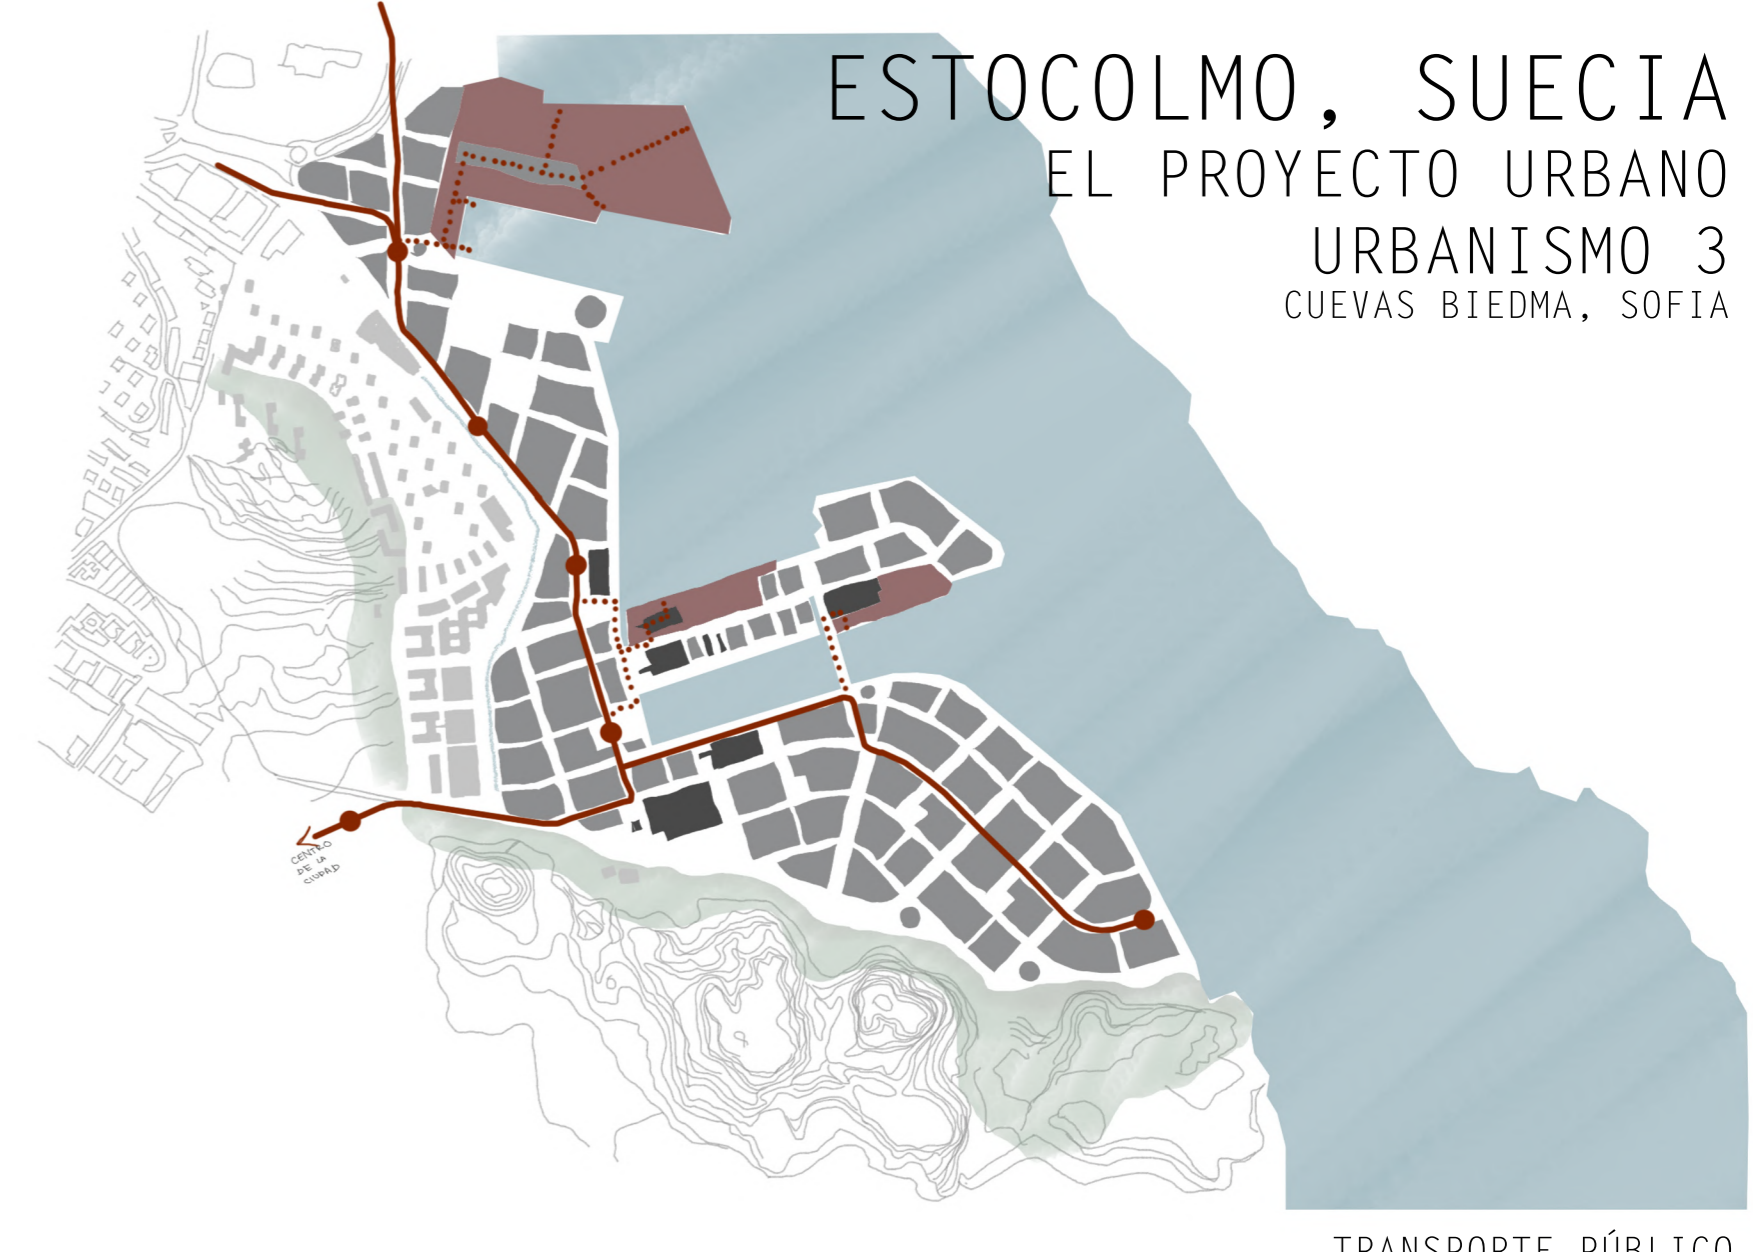 ESTOCOLMO, SUECIA
EL PROYECTO URBANO
URBANISMO 3
CUEVAS BIEDMA, SOFIA
CENTRO
DE LA
CIUDAD
TRANSPORTE PÚBLICO